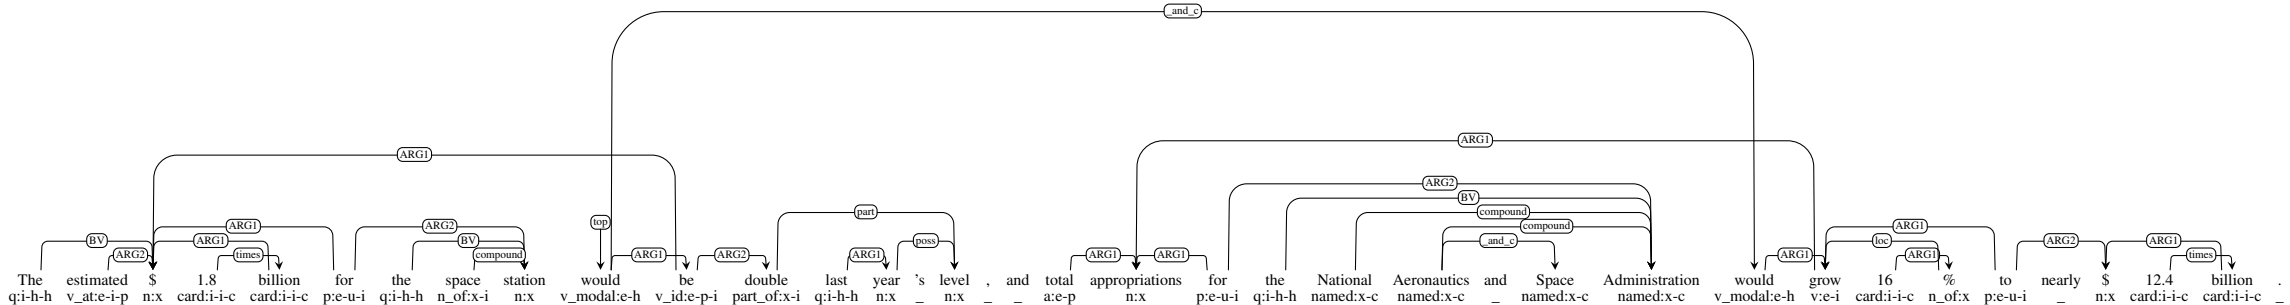 _and_c
ARG1 ARG1
ARG2
BV
top part compound
ARG1 ARG2 compound ARG1
BV ARG1 BV poss _and_c loc ARG2 ARG1
ARG2 times compound ARG1 ARG2 ARG1 ARG1 ARG1 ARG1 ARG1 times
The estimated $ 1.8 billion for the space station would be double last year 's level , and total appropriations for the National Aeronautics and Space Administration would grow 16 % to nearly $ 12.4 billion .
q:i-h-h v_at:e-i-p n:x card:i-i-c card:i-i-c p:e-u-i q:i-h-h n_of:x-i n:x v_modal:e-h v_id:e-p-i part_of:x-i q:i-h-h n:x _ n:x _ _ a:e-p n:x p:e-u-i q:i-h-h named:x-c named:x-c _ named:x-c named:x-c v_modal:e-h v:e-i card:i-i-c n_of:x p:e-u-i _ n:x card:i-i-c card:i-i-c _